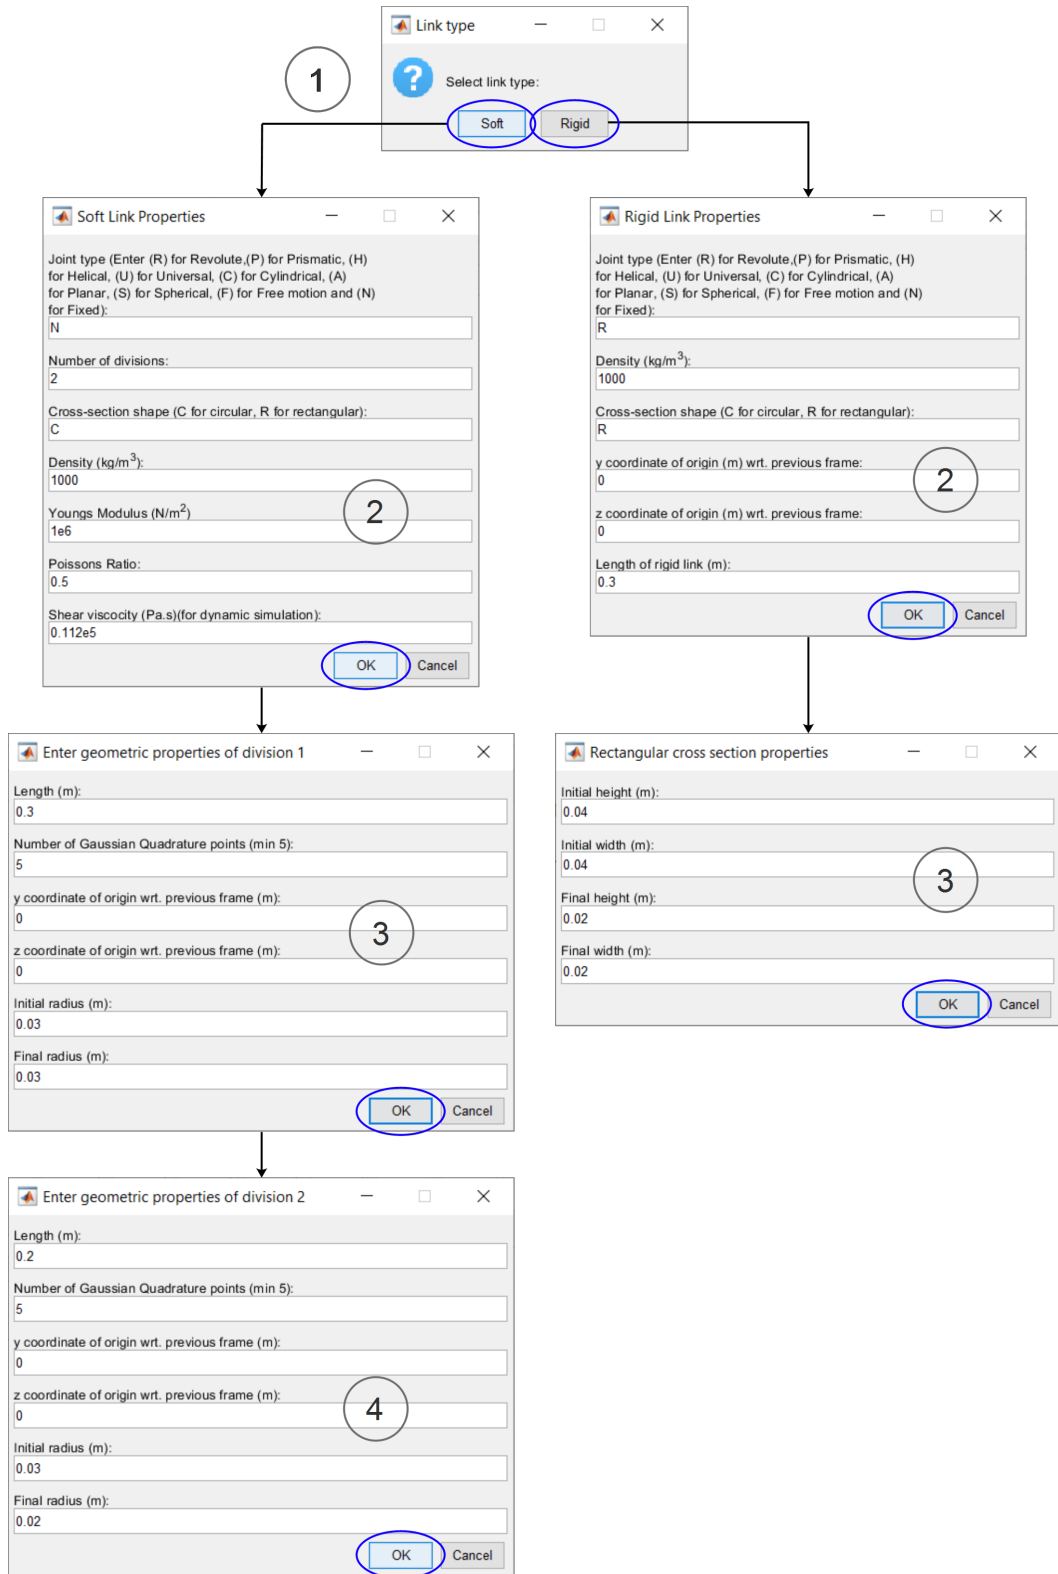 Link type
1
Select link type:
Soft
Rigid
Soft Link Properties
Joint type (Enter (R) for Revolute,(P) for Prismatic, (H)
for Helical, (U) for Universal, (C) for Cylindrical, (A)
for Planar, (S) for Spherical, (F) for Free motion and (N)
for Fixed):
N
Number of divisions:
2
Cross-section shape (C for circular, R for rectangular):
C
Density (kg/m³):
1000
2
Youngs Modulus (N/m²)
1e6
Poissons Ratio:
0.5
Shear viscocity (Pa.s)(for dynamic simulation):
0.112e5
OK
Cancel
Rigid Link Properties
Joint type (Enter (R) for Revolute,(P) for Prismatic, (H)
for Helical, (U) for Universal, (C) for Cylindrical, (A)
for Planar, (S) for Spherical, (F) for Free motion and (N)
for Fixed):
R
Density (kg/m³):
1000
Cross-section shape (C for circular, R for rectangular):
R
y coordinate of origin (m) wrt. previous frame:
0
2
z coordinate of origin (m) wrt. previous frame:
0
Length of rigid link (m):
0.3
OK
Cancel
Enter geometric properties of division 1
Length (m):
0.3
Number of Gaussian Quadrature points (min 5):
5
y coordinate of origin wrt. previous frame (m):
0
3
z coordinate of origin wrt. previous frame (m):
0
Initial radius (m):
0.03
Final radius (m):
0.03
OK
Cancel
Rectangular cross section properties
Initial height (m):
0.04
Initial width (m):
0.04
3
Final height (m):
0.02
Final width (m):
0.02
OK
Cancel
Enter geometric properties of division 2
Length (m):
0.2
Number of Gaussian Quadrature points (min 5):
5
y coordinate of origin wrt. previous frame (m):
0
z coordinate of origin wrt. previous frame (m):
0
4
Initial radius (m):
0.03
Final radius (m):
0.02
OK
Cancel